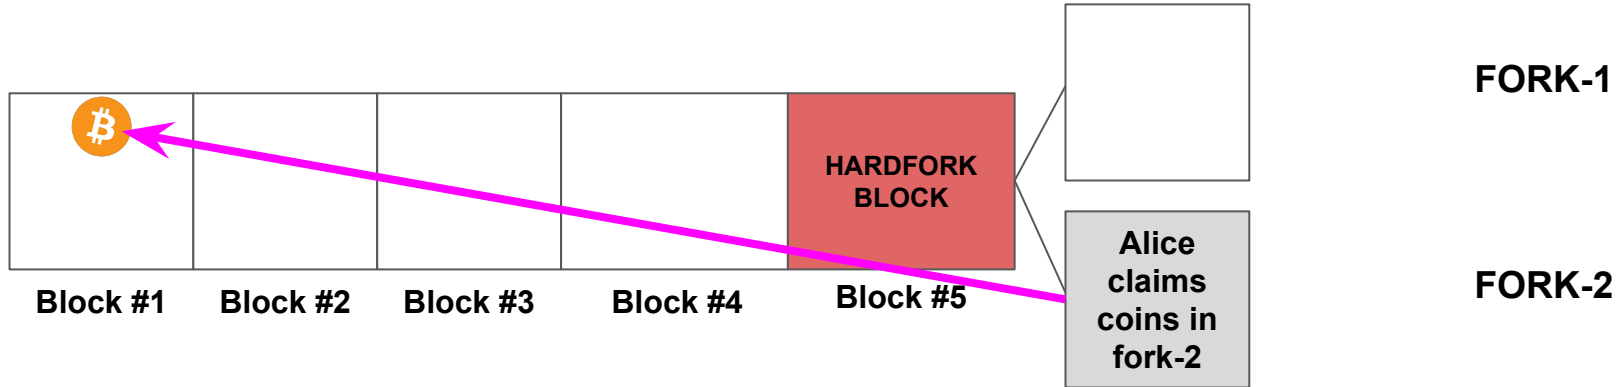 FORK-1
HARDFORK
BLOCK
Block #1
Block #2
Block #3
Block #4
Block #5
Alice
claims
coins in
fork-2
FORK-2